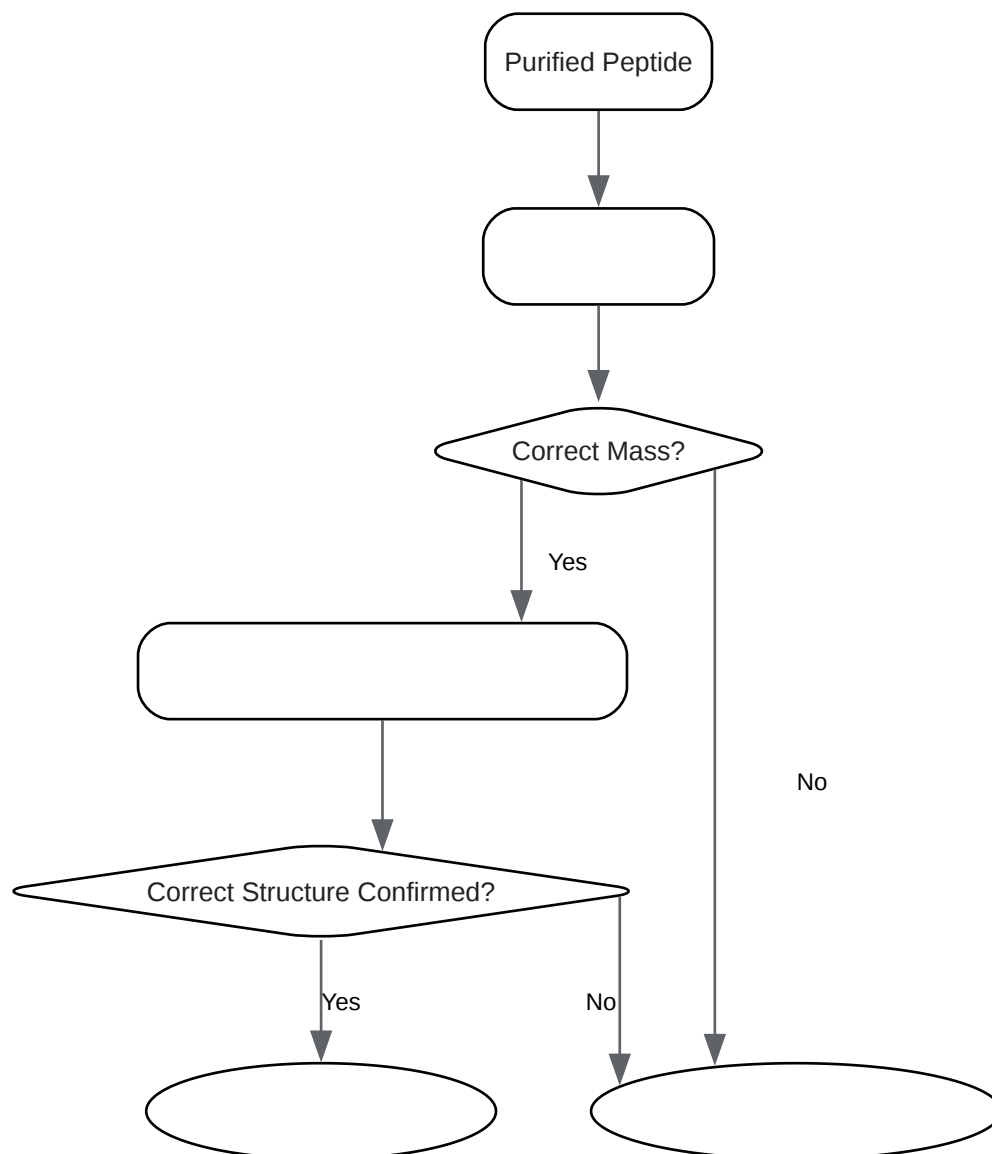 Purified Peptide
Correct Mass?
Yes
No
Correct Structure Confirmed?
Yes
No